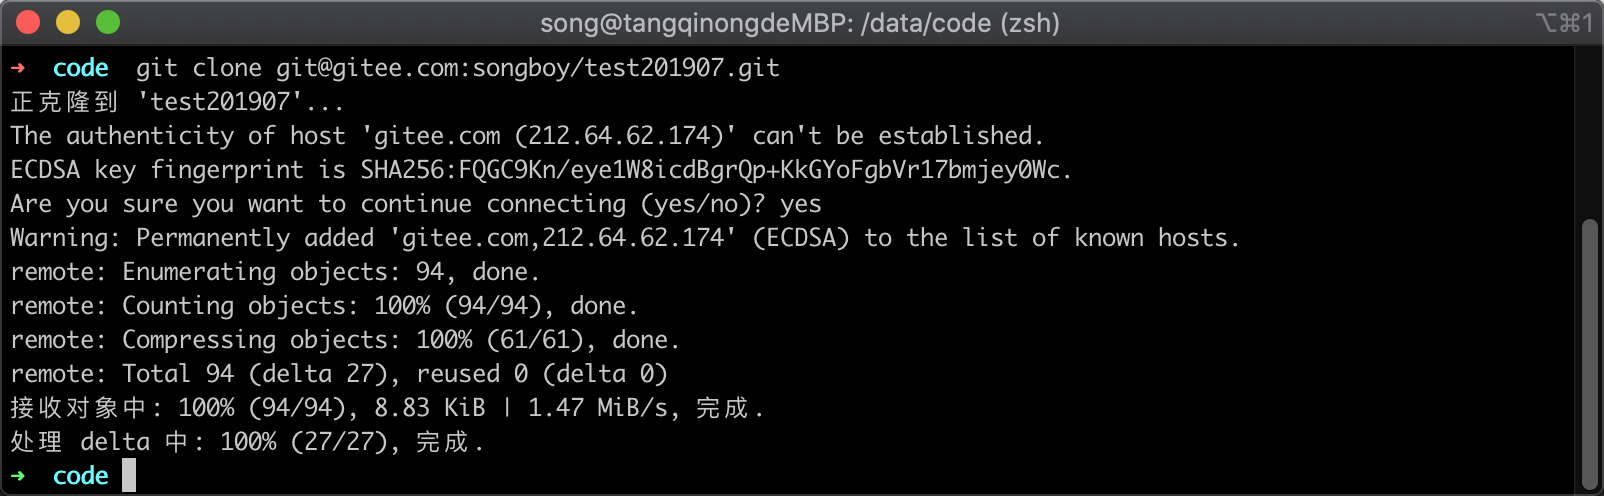 song@tangqinongdeMBP: /data/code (zsh)
⌥⌘1
➜ code git clone git@gitee.com:songboy/test201907.git
正克隆到 'test201907'...
The authenticity of host 'gitee.com (212.64.62.174)' can't be established.
ECDSA key fingerprint is SHA256:FQGC9Kn/eye1W8icdBgrQp+KkGYoFgbVr17bmjey0Wc.
Are you sure you want to continue connecting (yes/no)? yes
Warning: Permanently added 'gitee.com,212.64.62.174' (ECDSA) to the list of known hosts.
remote: Enumerating objects: 94, done.
remote: Counting objects: 100% (94/94), done.
remote: Compressing objects: 100% (61/61), done.
remote: Total 94 (delta 27), reused 0 (delta 0)
接收对象中: 100% (94/94), 8.83 KiB | 1.47 MiB/s, 完成.
处理 delta 中: 100% (27/27), 完成.
➜ code